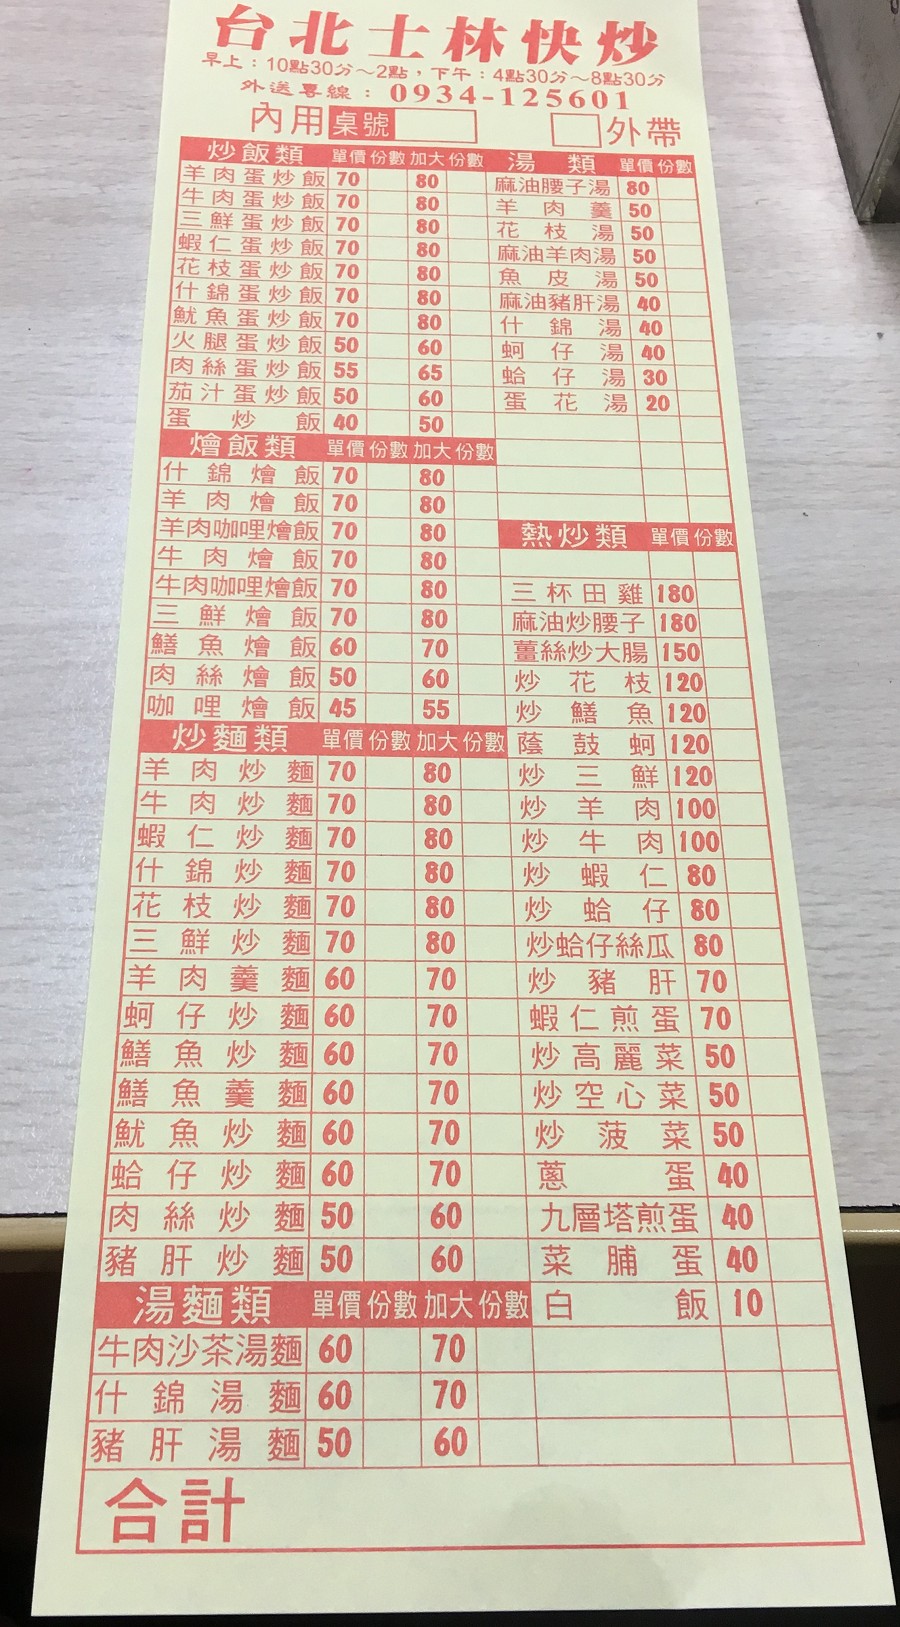 台北士林快炒
早上：10點30分～2點，下午：4點30分～8點30分
外送專線：0934-125601
內用 桌號 外帶
炒飯類 單價 份數 加大 份數
羊肉蛋炒飯 70 80
牛肉蛋炒飯 70 80
三鮮蛋炒飯 70 80
蝦仁蛋炒飯 70 80
花枝蛋炒飯 70 80
什錦蛋炒飯 70 80
魷魚蛋炒飯 70 80
火腿蛋炒飯 50 60
肉絲蛋炒飯 55 65
茄汁蛋炒飯 50 60
蛋炒飯 40 50
燴飯類 單價 份數 加大 份數
什錦燴飯 70 80
羊肉燴飯 70 80
羊肉咖哩燴飯 70 80
牛肉燴飯 70 80
牛肉咖哩燴飯 70 80
三鮮燴飯 70 80
鱔魚燴飯 60 70
肉絲燴飯 50 60
咖哩燴飯 45 55
炒麵類 單價 份數 加大 份數
羊肉炒麵 70 80
牛肉炒麵 70 80
蝦仁炒麵 70 80
什錦炒麵 70 80
花枝炒麵 70 80
三鮮炒麵 70 80
羊肉羹麵 60 70
蚵仔炒麵 60 70
鱔魚炒麵 60 70
鱔魚羹麵 60 70
魷魚炒麵 60 70
蛤仔炒麵 60 70
肉絲炒麵 50 60
豬肝炒麵 50 60
湯麵類 單價 份數 加大 份數
牛肉沙茶湯麵 60 70
什錦湯麵 60 70
豬肝湯麵 50 60
湯類 單價 份數
麻油腰子湯 80
羊肉羹 50
花枝湯 50
麻油羊肉湯 50
魚皮湯 50
麻油豬肝湯 40
什錦湯 40
蚵仔湯 40
蛤仔湯 30
蛋花湯 20
熱炒類 單價 份數
三杯田雞 180
麻油炒腰子 180
薑絲炒大腸 150
炒花枝 120
炒鱔魚 120
蔭鼓蚵 120
炒三鮮 120
炒羊肉 100
炒牛肉 100
炒蝦仁 80
炒蛤仔 80
炒蛤仔絲瓜 80
炒豬肝 70
蝦仁煎蛋 70
炒高麗菜 50
炒空心菜 50
炒菠菜 50
蔥蛋 40
九層塔煎蛋 40
菜脯蛋 40
白飯 10
合計